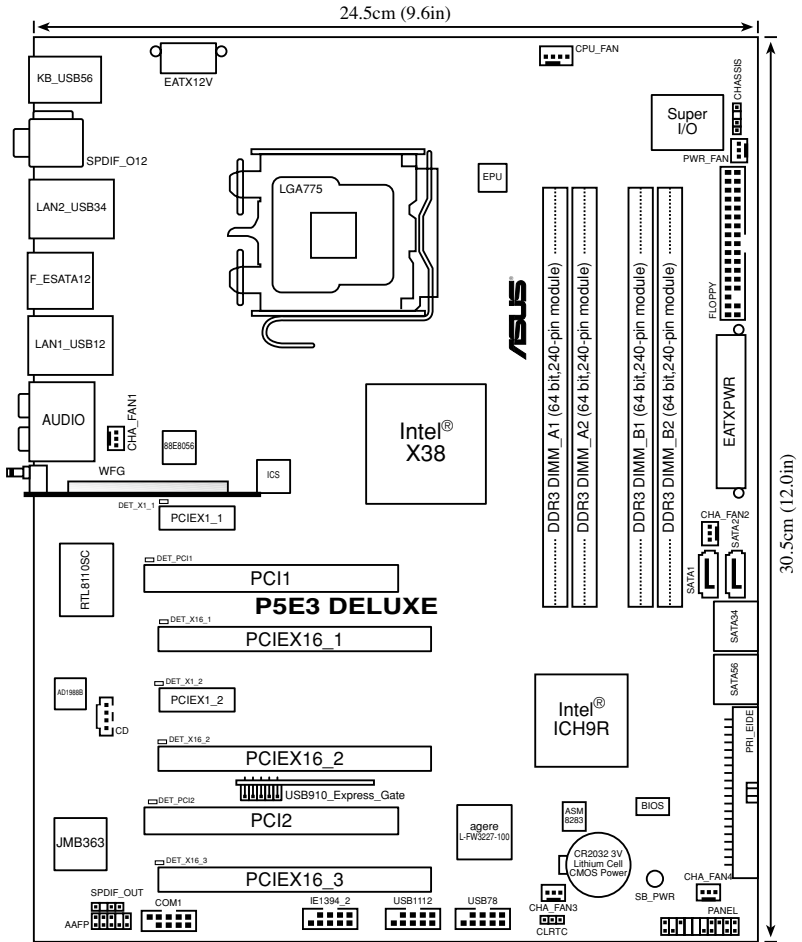 24.5cm (9.6in)
KB_USB56
EATX12V
CPU_FAN
CHASSIS
Super
I/O
PWR_FAN
SPDIF_O12
LGA775
EPU
LAN2_USB34
F_ESATA12
FLOPPY
ASUS
DDR3 DIMM_A1 (64 bit,240-pin module)
DDR3 DIMM_A2 (64 bit,240-pin module)
DDR3 DIMM_B1 (64 bit,240-pin module)
DDR3 DIMM_B2 (64 bit,240-pin module)
LAN1_USB12
EATXPWR
AUDIO
CHA_FAN1
88E8056
Intel®
X38
30.5cm (12.0in)
WFG
ICS
DET_X1_1
PCIEX1_1
CHA_FAN2
SATA2
SATA1
RTL8110SC
DET_PCI1
PCI1
P5E3 DELUXE
DET_X16_1
PCIEX16_1
SATA34
AD1988B
DET_X1_2
PCIEX1_2
CD
Intel®
ICH9R
SATA56
PRI_EIDE
DET_X16_2
PCIEX16_2
USB910_Express_Gate
DET_PCI2
PCI2
JMB363
agere
L-FW3227-100
ASM
8283
BIOS
CR2032 3V
Lithium Cell
CMOS Power
DET_X16_3
PCIEX16_3
SB_PWR
CHA_FAN4
SPDIF_OUT
AAFP
COM1
IE1394_2
USB1112
USB78
CHA_FAN3
CLRTC
PANEL